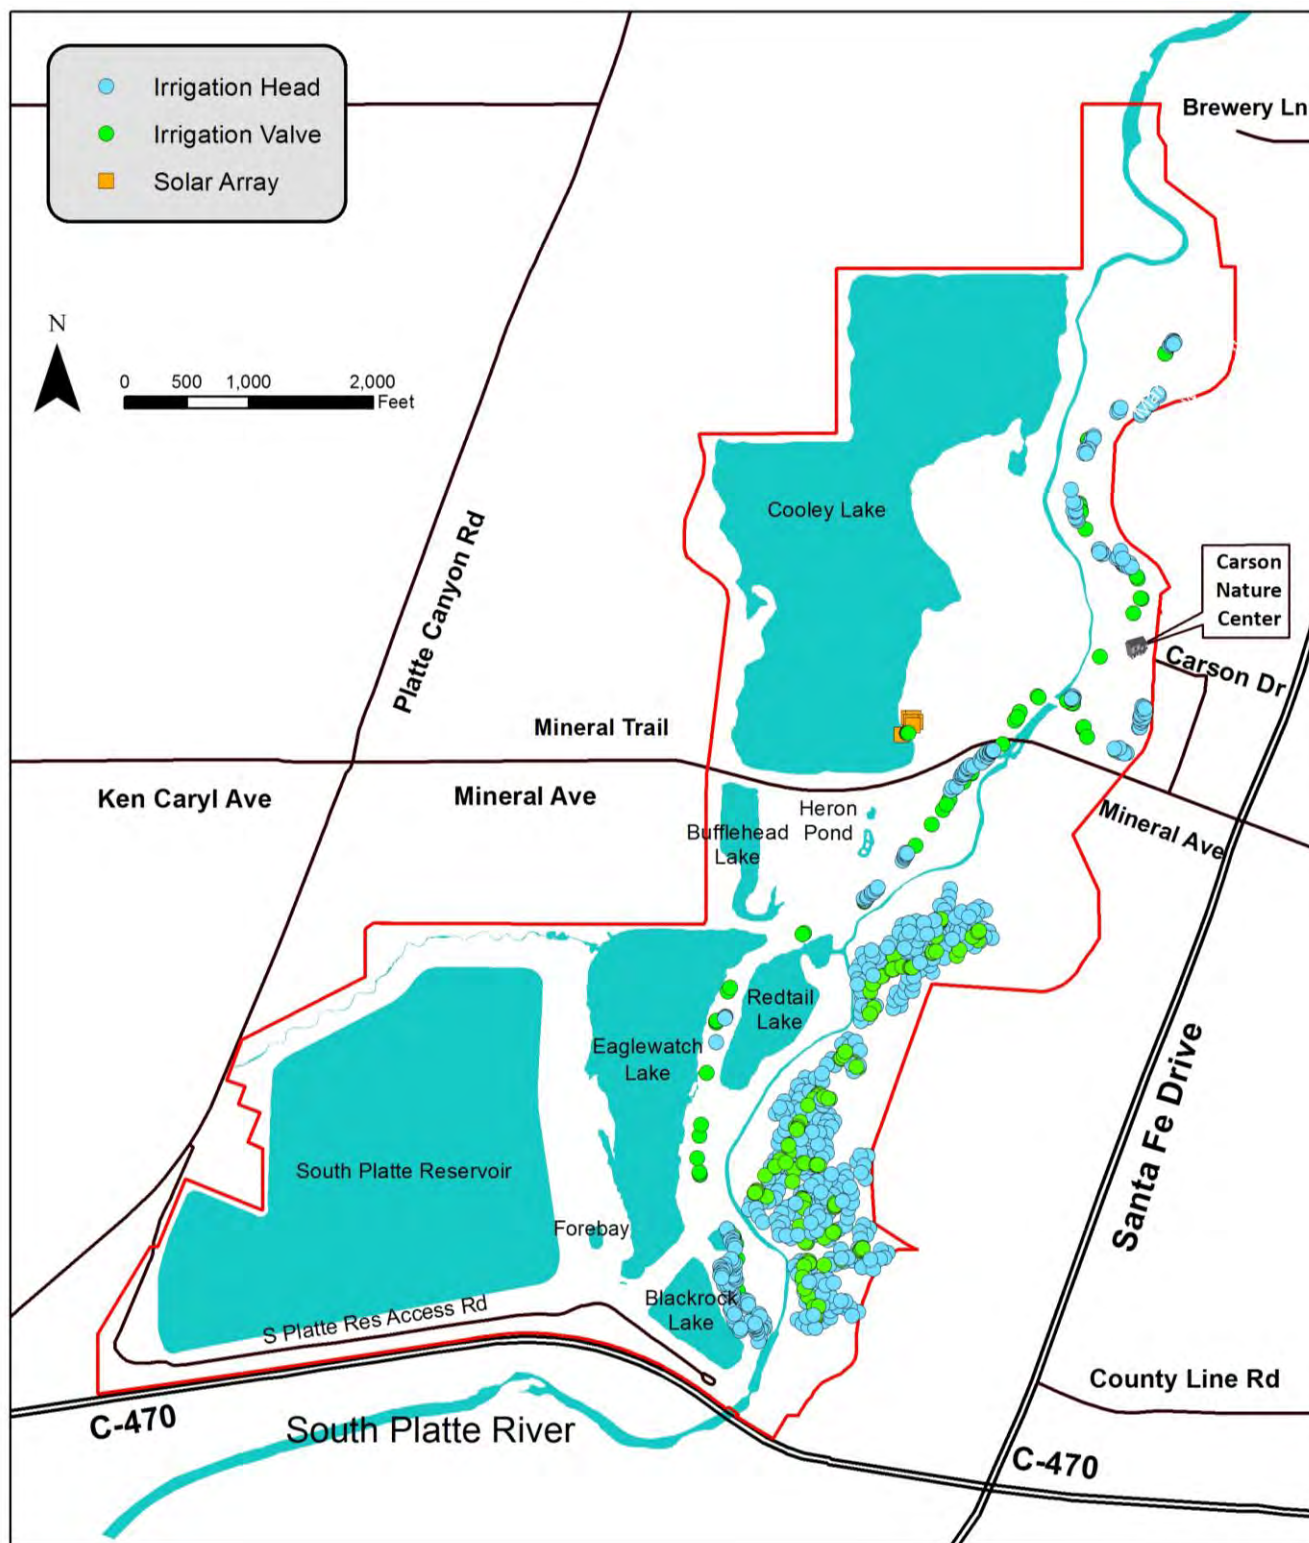 Irrigation Head
Irrigation Valve
Solar Array
Brewery Ln
N
0 500 1,000 2,000
Feet
Cooley Lake
Platte Canyon Rd
Carson
Nature
Center
Carson Dr
Mineral Trail
Ken Caryl Ave
Mineral Ave
Heron
Pond
Mineral Ave
Bufflehead
Lake
Redtail
Lake
Eaglewatch
Lake
Santa Fe Drive
South Platte Reservoir
Forebay
Blackrock
Lake
S Platte Res Access Rd
County Line Rd
C-470
South Platte River
C-470